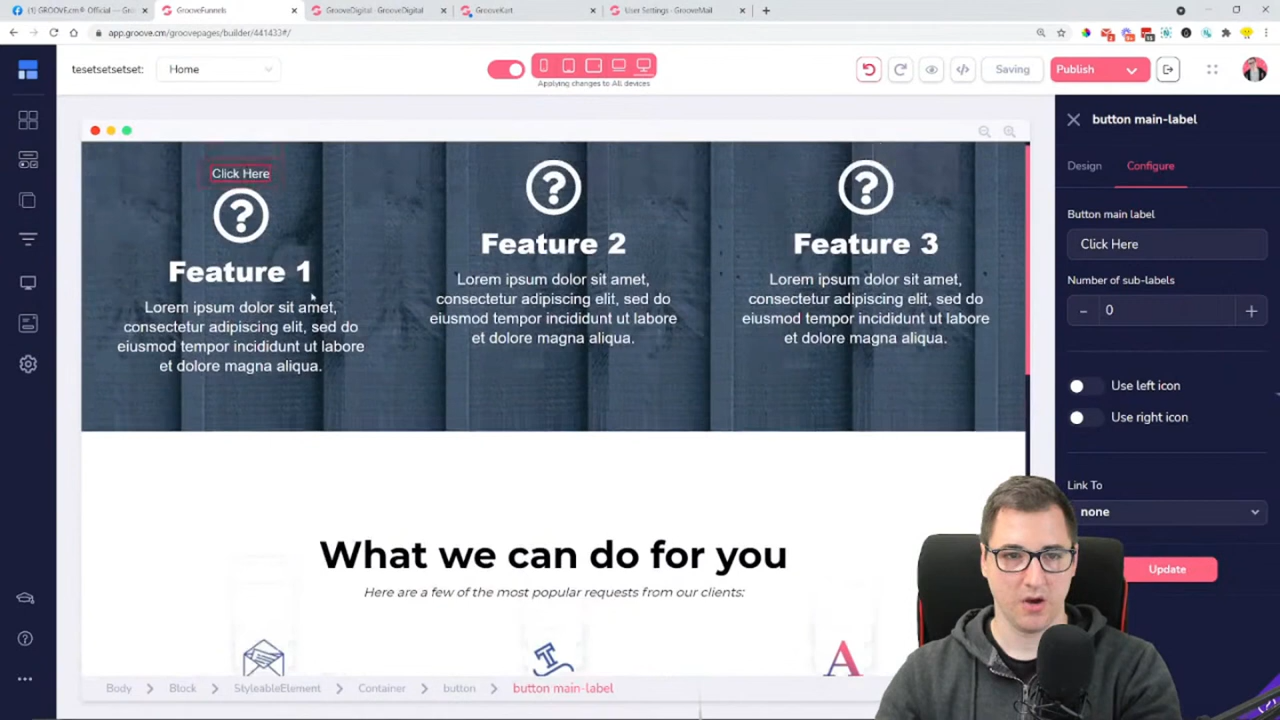 (1) GROOVE.cm® Official — Gro
GrooveFunnels
GrooveDigital - GrooveDigital
GrooveKart
User Settings - GrooveMail
app.groove.cm/groovepages/builder/441433#/
tesetsetsetset:
Home
Applying changes to All devices
Saving
Publish
button main-label
Design
Configure
Button main label
Click Here
Number of sub-labels
0
Use left icon
Use right icon
Link To
none
Update
Click Here
Feature 1
Lorem ipsum dolor sit amet,
consectetur adipiscing elit, sed do
eiusmod tempor incididunt ut labore
et dolore magna aliqua.
Feature 2
Lorem ipsum dolor sit amet,
consectetur adipiscing elit, sed do
eiusmod tempor incididunt ut labore
et dolore magna aliqua.
Feature 3
Lorem ipsum dolor sit amet,
consectetur adipiscing elit, sed do
eiusmod tempor incididunt ut labore
et dolore magna aliqua.
What we can do for you
Here are a few of the most popular requests from our clients:
Body > Block > StyleableElement > Container > button > button main-label